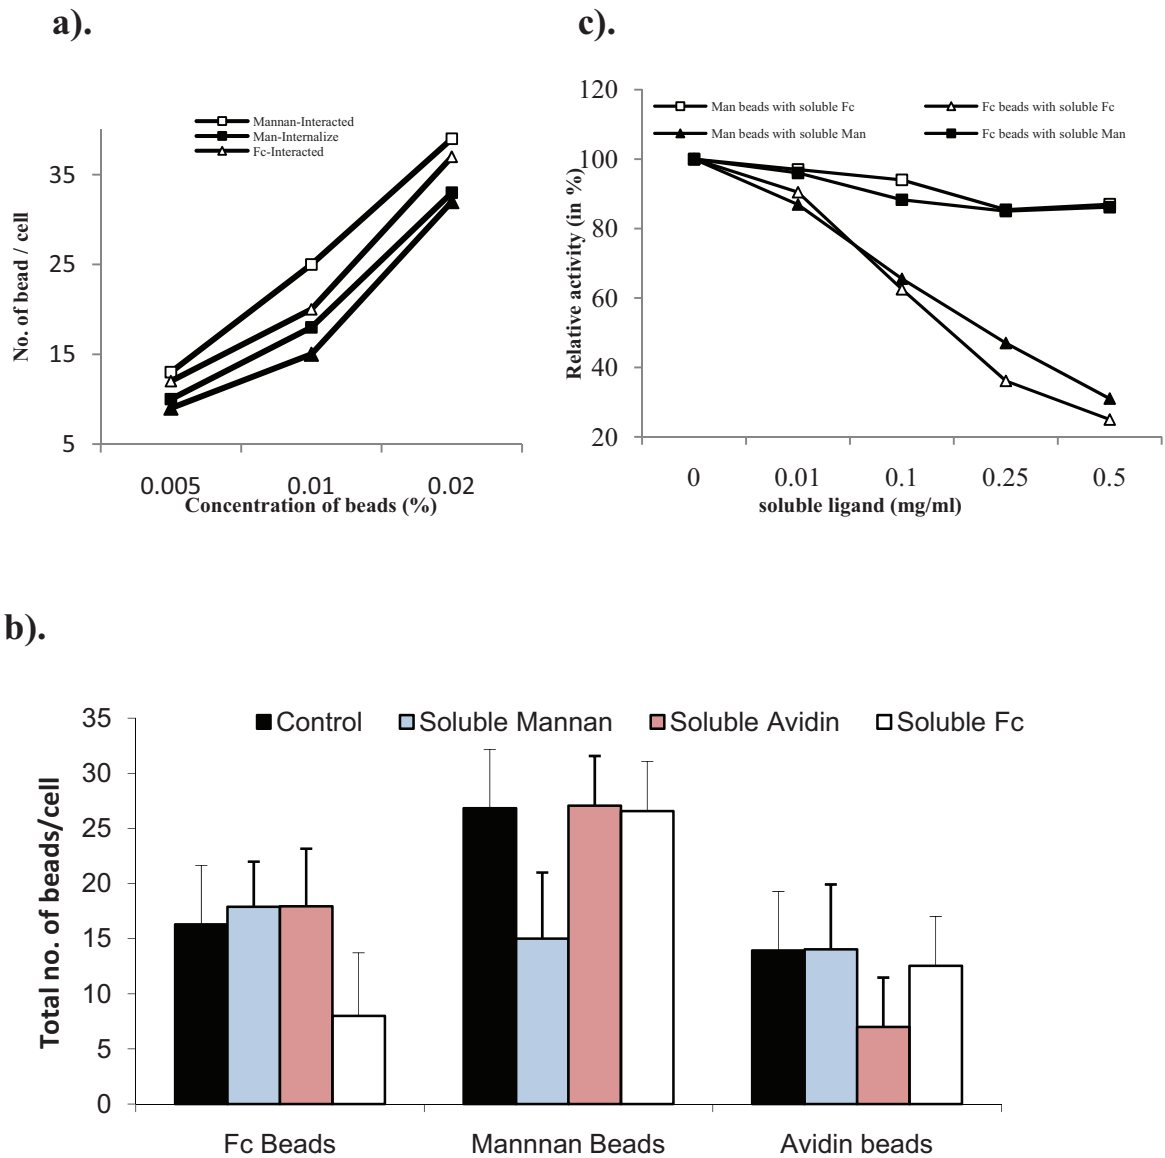 a).
Mannan-Interacted
Man-Internalize
Fc-Interacted
No. of bead / cell
35
25
15
5
0.005 0.01 0.02
Concentration of beads (%)
c).
Man beads with soluble Fc Fc beads with soluble Fc
Man beads with soluble Man Fc beads with soluble Man
Relative activity (in %)
120
100
80
60
40
20
0 0.01 0.1 0.25 0.5
soluble ligand (mg/ml)
b).
Control Soluble Mannan Soluble Avidin Soluble Fc
Total no. of beads/cell
35
30
25
20
15
10
5
0
Fc Beads Mannnan Beads Avidin beads